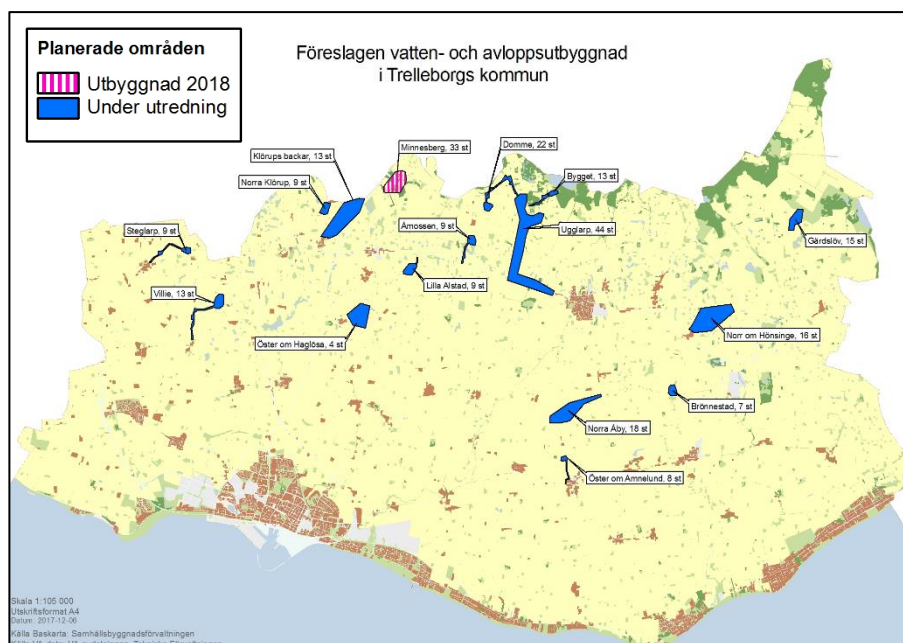 Planerade områden
Utbyggnad 2018
Under utredning
Föreslagen vatten- och avloppsutbyggnad
i Trelleborgs kommun
Klörups backar, 13 st
Minnesberg, 33 st
Domme, 22 st
Bygget, 13 st
Norra Klörup, 9 st
Steglarp, 9 st
Åmossen, 9 st
Ugglarp, 44 st
Gärdslöv, 15 st
Lilla Alstad, 9 st
Villie, 13 st
Öster om Haglösa, 4 st
Norr om Hönsinge, 16 st
Brönnestad, 7 st
Norra Åby, 18 st
Öster om Amnelund, 8 st
Skala 1:105 000
Utskriftsformat A4
Datum: 2017-12-06
Källa Baskarta: Samhällsbyggnadsförvaltningen